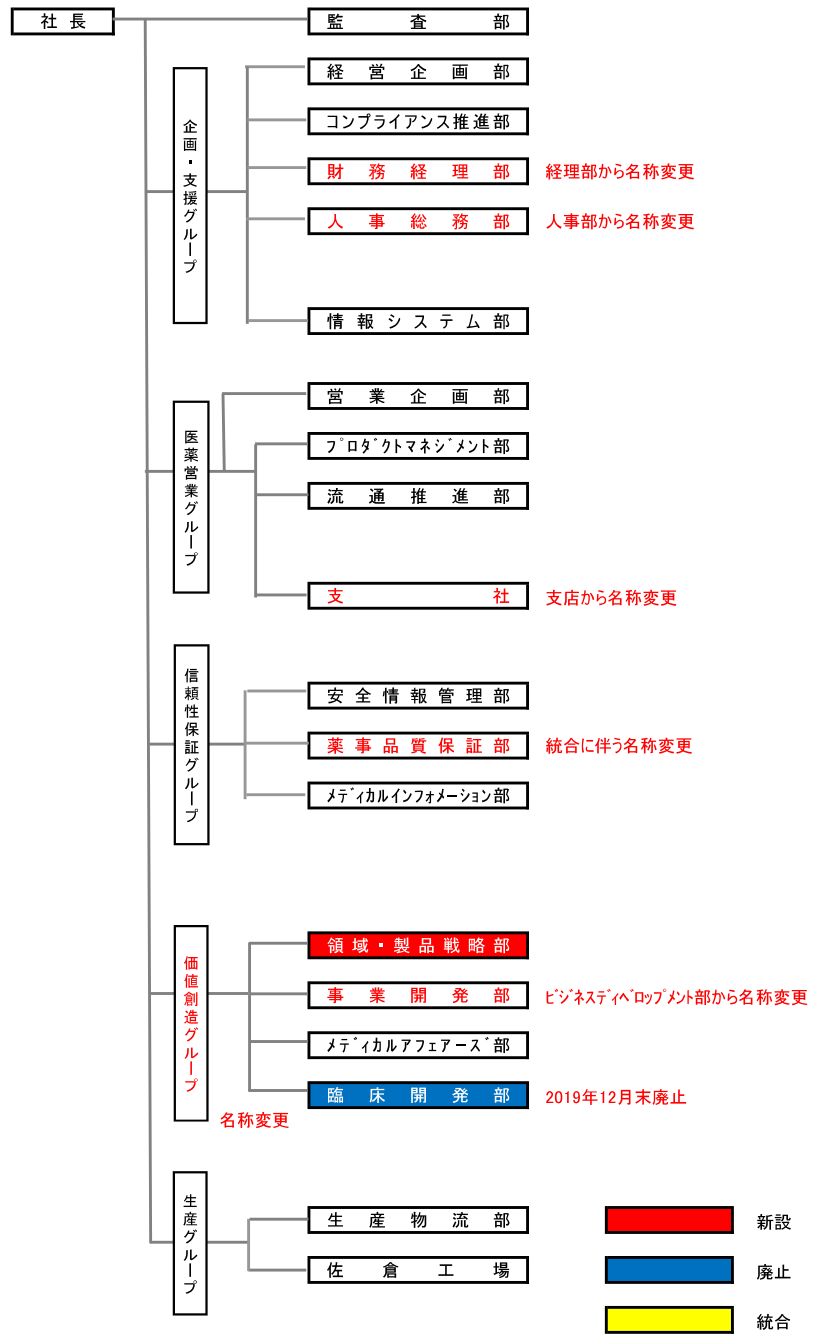 社長
監査部
企画・支援グループ
経営企画部
コンプライアンス推進部
財務経理部 経理部から名称変更
人事総務部 人事部から名称変更
情報システム部
医薬営業グループ
営業企画部
プロダクトマネジメント部
流通推進部
支社 支店から名称変更
信頼性保証グループ
安全情報管理部
薬事品質保証部 統合に伴う名称変更
メディカルインフォメーション部
価値創造グループ
名称変更
領域・製品戦略部
事業開発部 ビジネスディベロップメント部から名称変更
メディカルアフェアーズ部
臨床開発部 2019年12月末廃止
生産グループ
生産物流部
佐倉工場
新設
廃止
統合